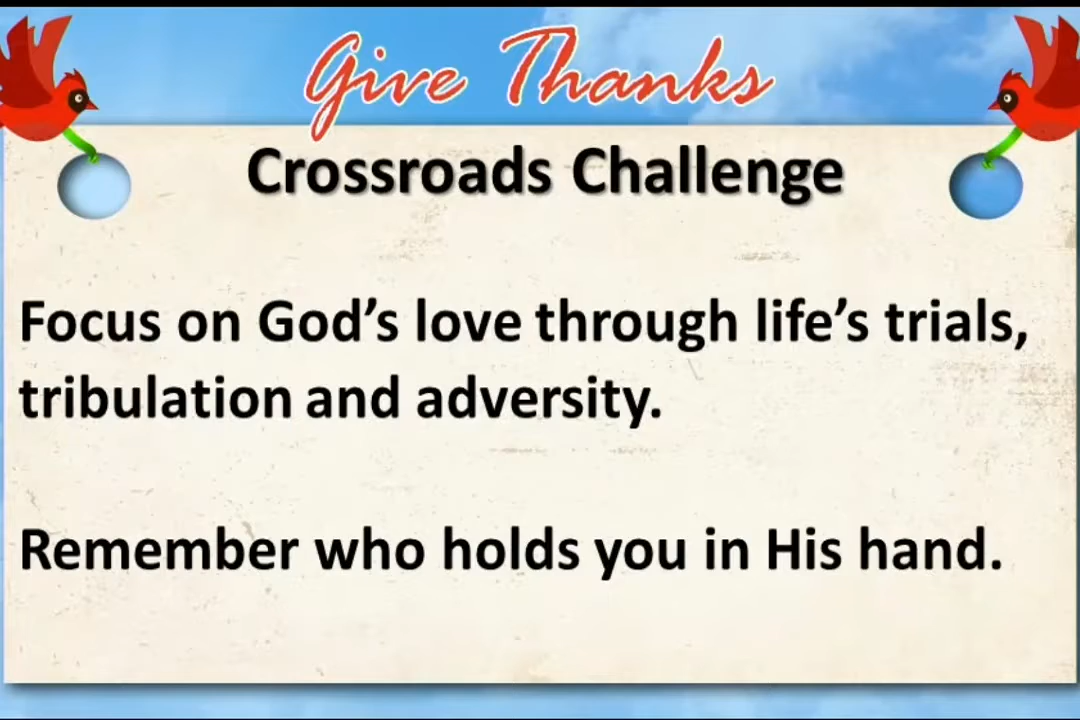 Give Thanks
Crossroads Challenge
Focus on God’s love through life’s trials,
tribulation and adversity.
Remember who holds you in His hand.